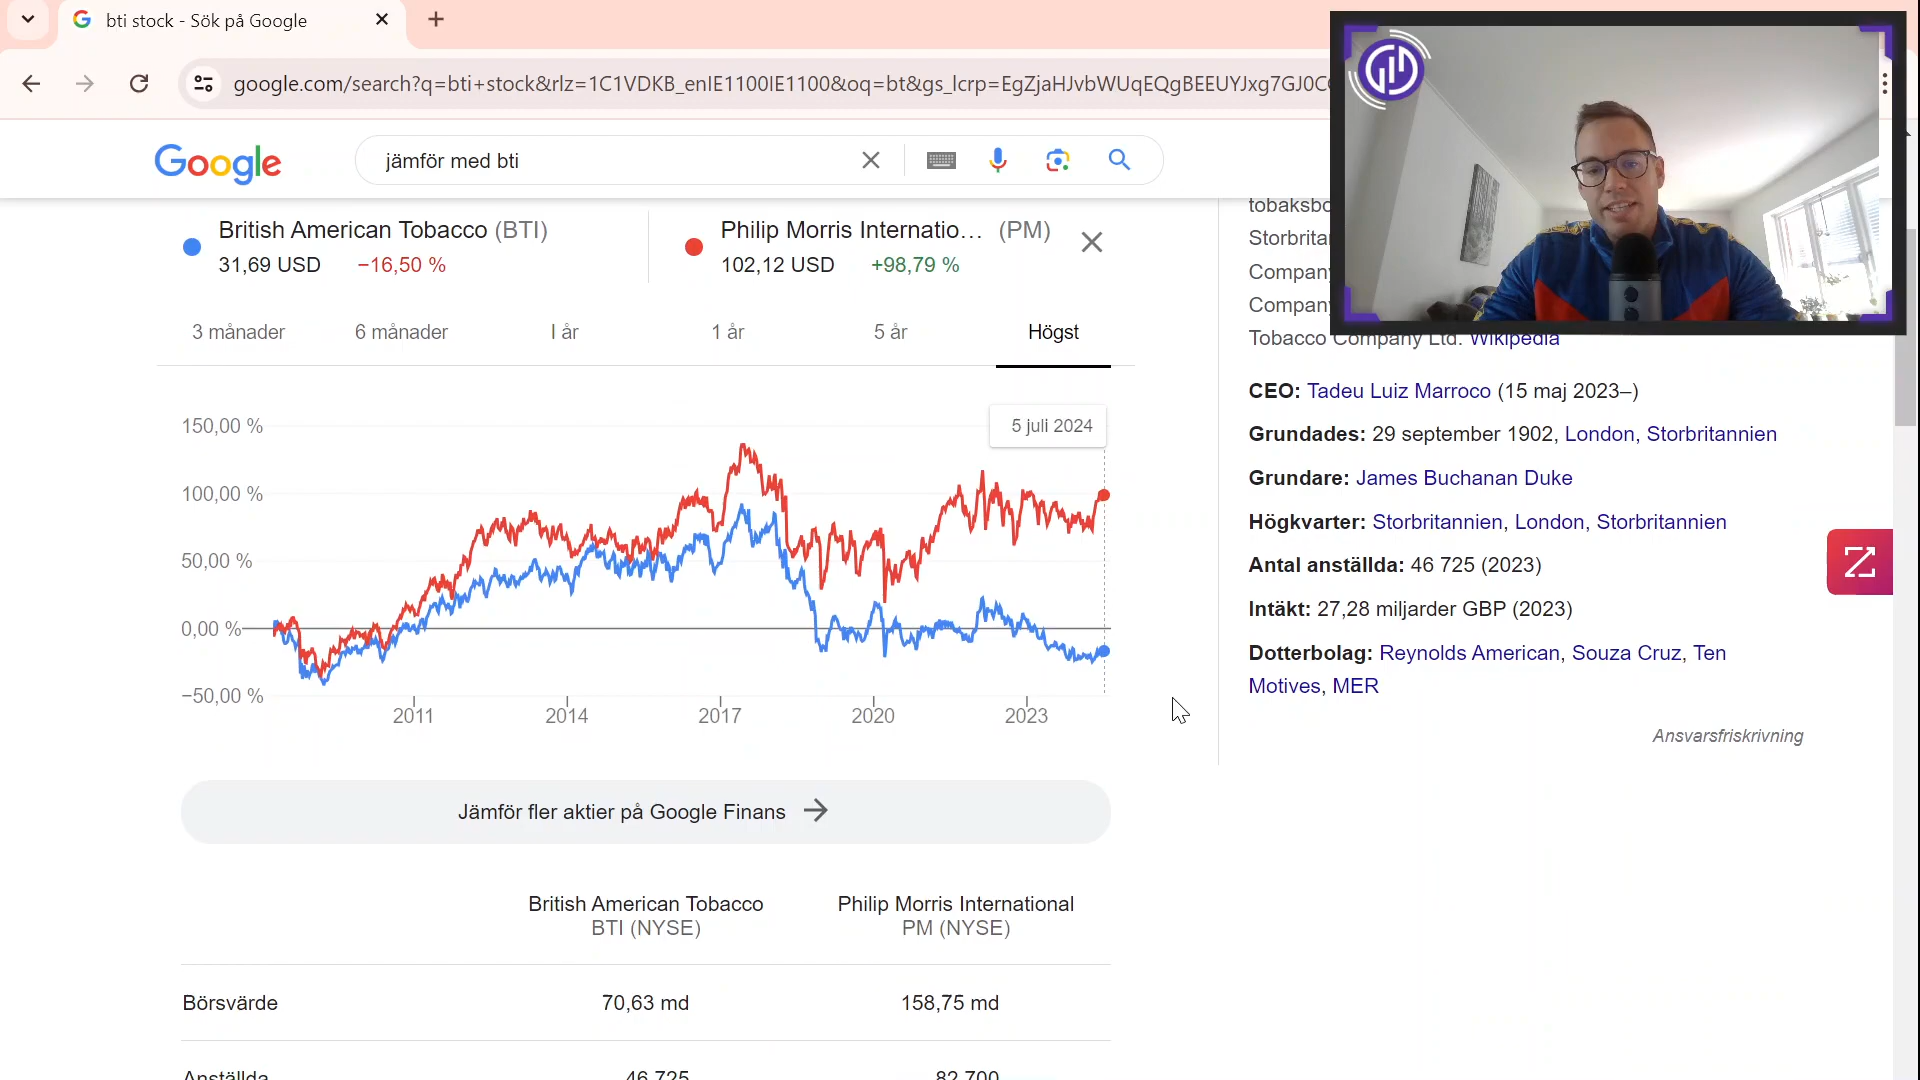 bti stock - Sök på Google
google.com/search?q=bti+stock&rlz=1C1VDKB_enIE1100IE1100&oq=bt&gs_lcrp=EgZjaHJvbWUqEQgBEEUYJxg7GJ0C
Google
jämför med bti
British American Tobacco (BTI)
31,69 USD −16,50 %
Philip Morris Internatio… (PM)
102,12 USD +98,79 %
3 månader 6 månader I år 1 år 5 år Högst
5 juli 2024
150,00 %
100,00 %
50,00 %
0,00 %
−50,00 %
2011 2014 2017 2020 2023
Jämför fler aktier på Google Finans
British American Tobacco
BTI (NYSE)
Philip Morris International
PM (NYSE)
Börsvärde 70,63 md 158,75 md
Anställda 46 725 82 700
Storbrita
Company
Company
Tobacco Company Ltd. Wikipedia
CEO: Tadeu Luiz Marroco (15 maj 2023–)
Grundades: 29 september 1902, London, Storbritannien
Grundare: James Buchanan Duke
Högkvarter: Storbritannien, London, Storbritannien
Antal anställda: 46 725 (2023)
Intäkt: 27,28 miljarder GBP (2023)
Dotterbolag: Reynolds American, Souza Cruz, Ten
Motives, MER
Ansvarsfriskrivning